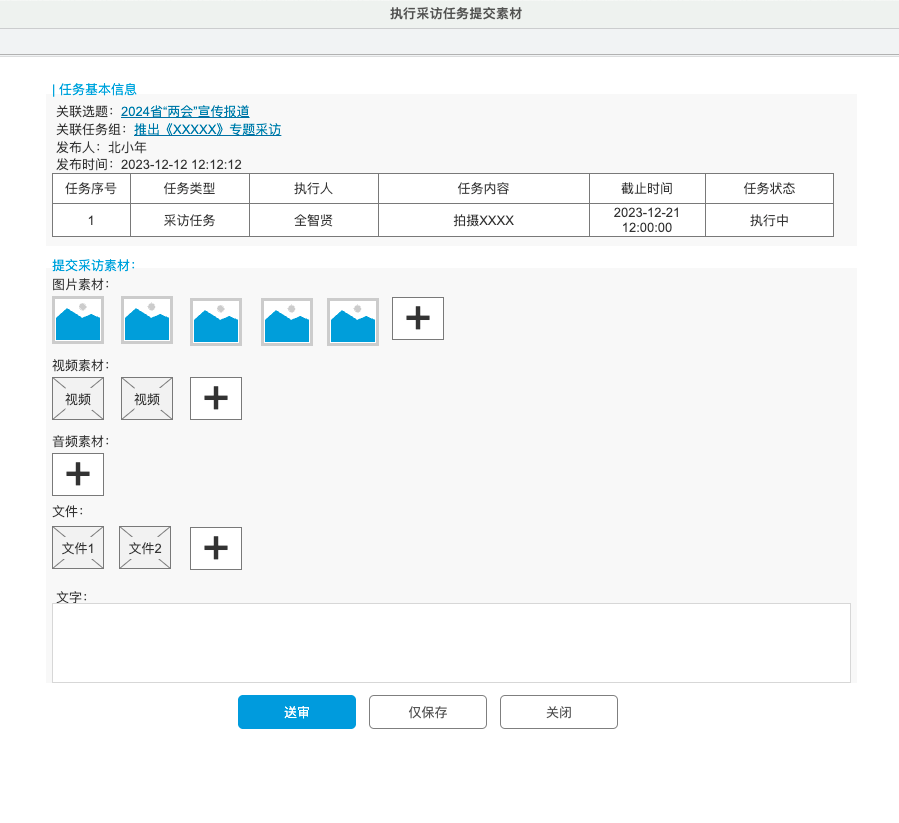 执行采访任务提交素材
| 任务基本信息
关联选题：2024省“两会”宣传报道
关联任务组：推出《XXXXX》专题采访
发布人：北小年
发布时间：2023-12-12 12:12:12
任务序号 任务类型 执行人 任务内容 截止时间 任务状态
1 采访任务 全智贤 拍摄XXXX 2023-12-21 12:00:00 执行中
提交采访素材：
图片素材：
视频素材：
视频 视频
音频素材：
文件：
文件1 文件2
文字：
送审 仅保存 关闭